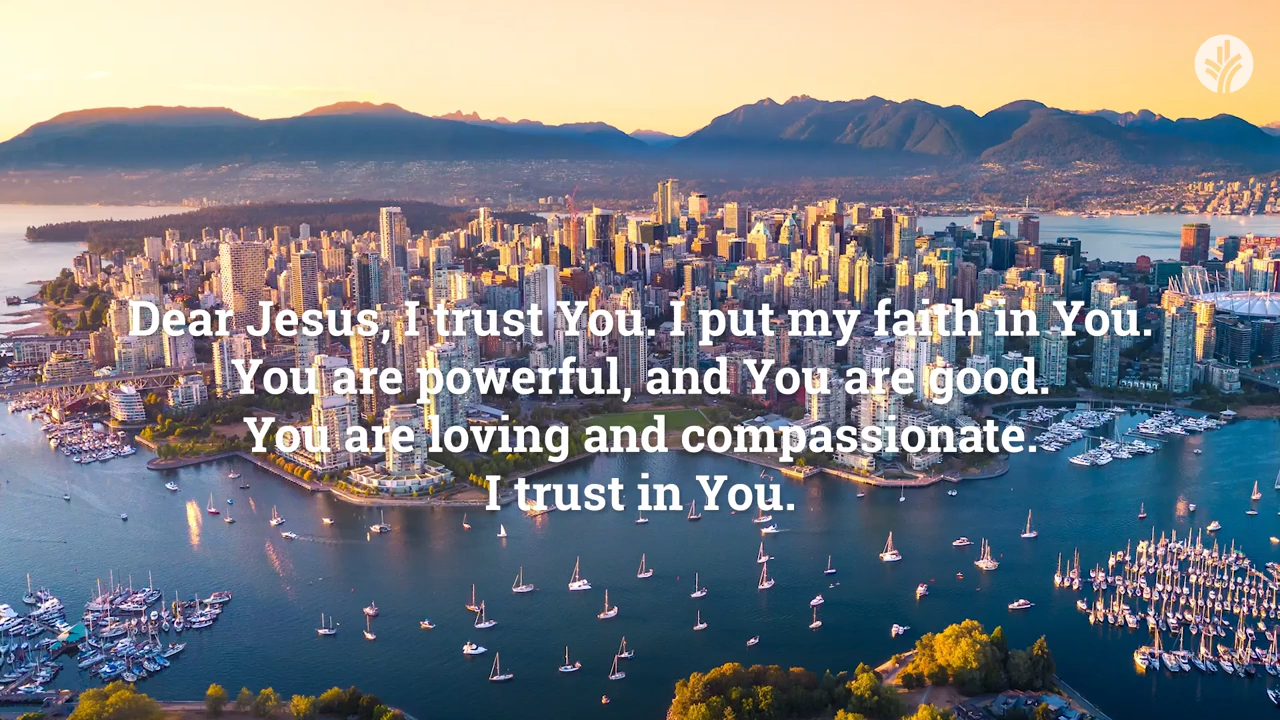 Dear Jesus, I trust You. I put my faith in You.
You are powerful, and You are good.
You are loving and compassionate.
I trust in You.